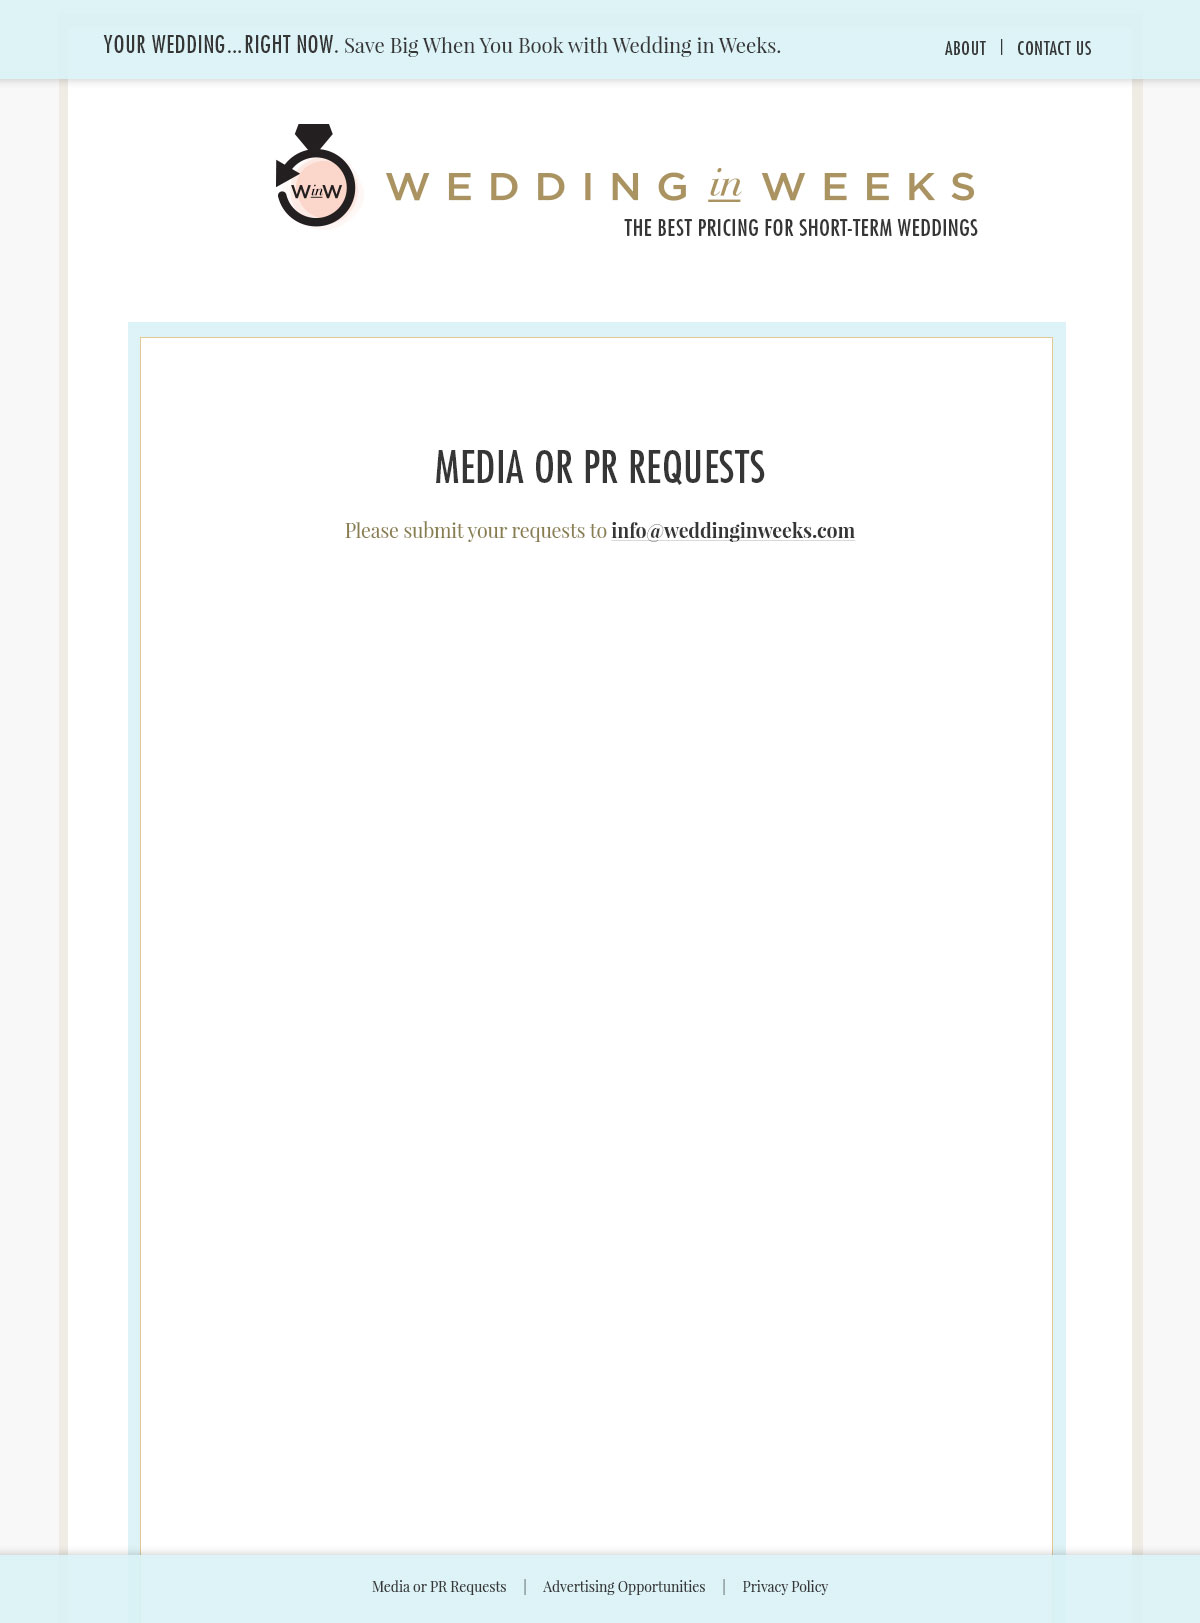 YOUR WEDDING...RIGHT NOW. Save Big When You Book with Wedding in Weeks.
ABOUT | CONTACT US
WinW
WEDDING in WEEKS
THE BEST PRICING FOR SHORT-TERM WEDDINGS
MEDIA OR PR REQUESTS
Please submit your requests to info@weddinginweeks.com
Media or PR Requests | Advertising Opportunities | Privacy Policy